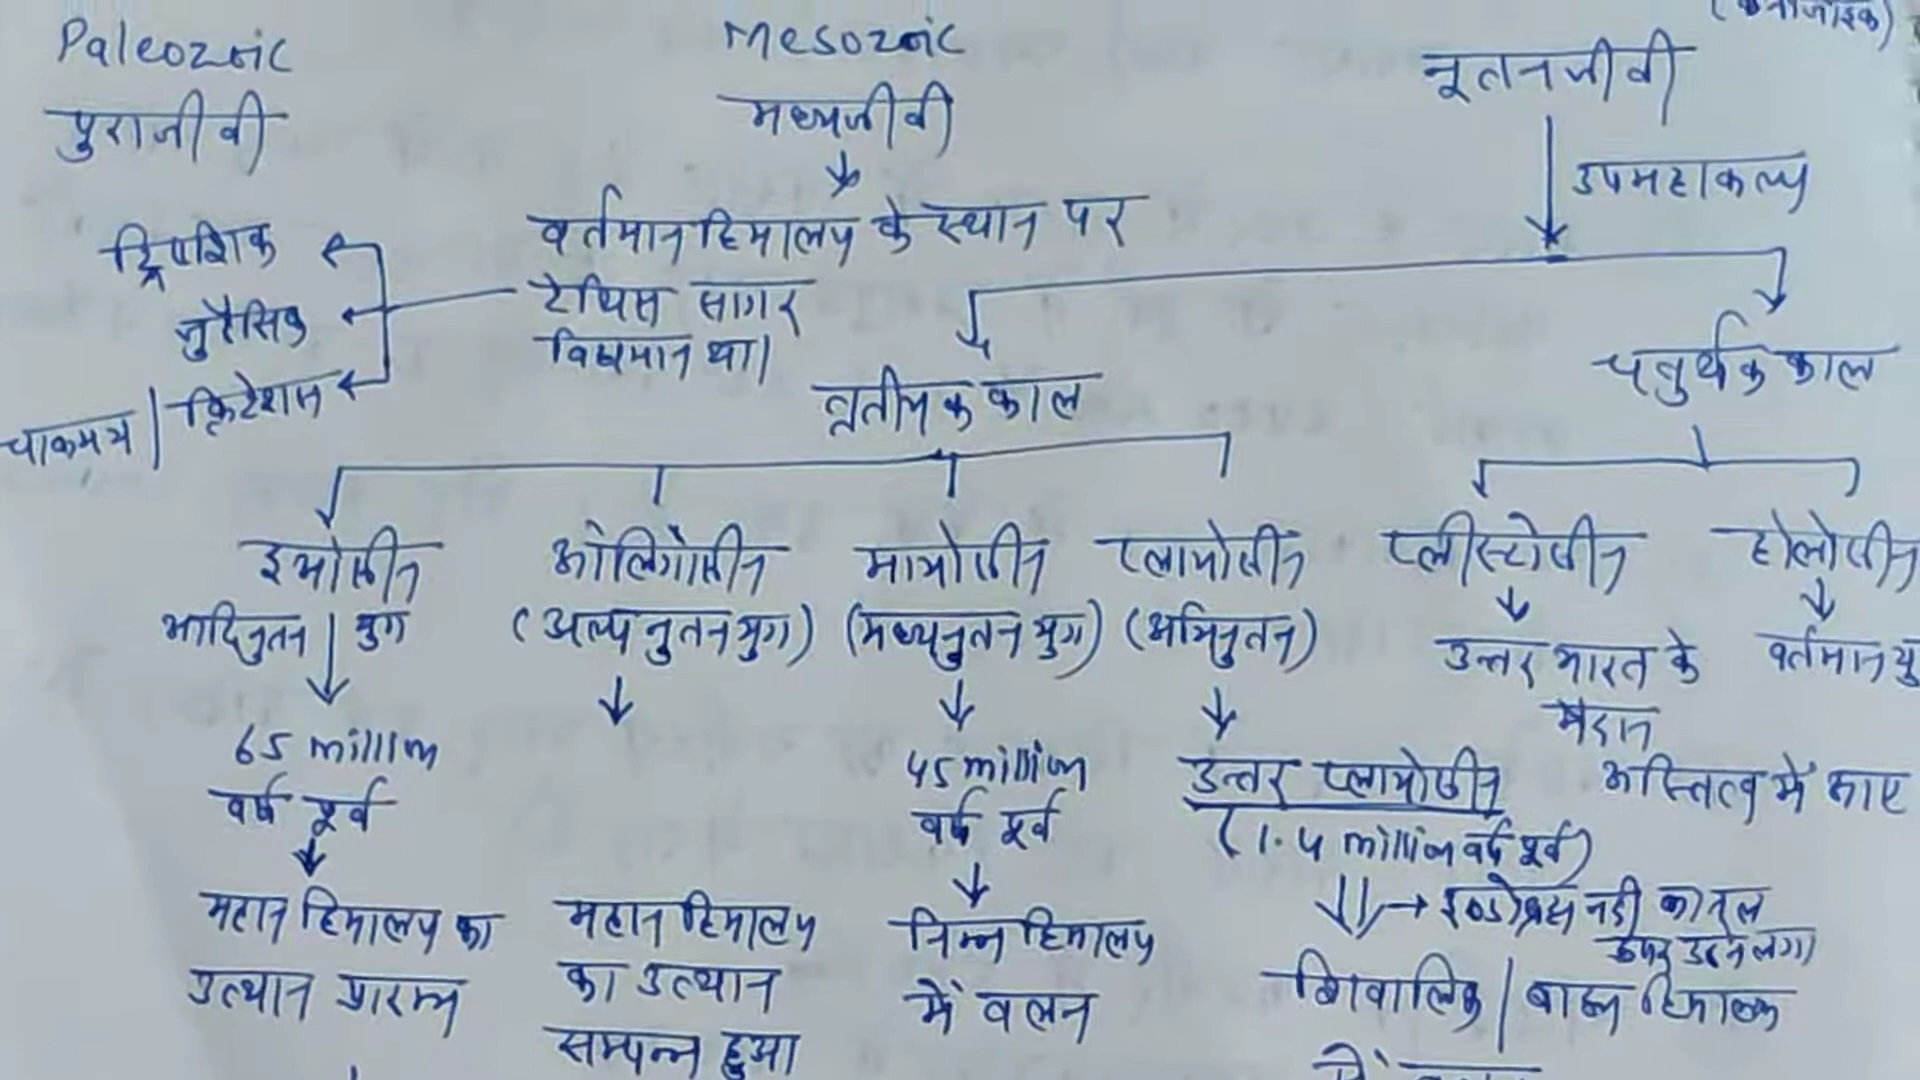 Paleozoic
पुराजीवी
Mesozoic
मध्यजीवी
नूतनजीवी
उपमहाकल्प
वर्तमान हिमालय के स्थान पर
टेथिस सागर
विद्यमान था।
जुरैसिक
चाकमय | क्रिटेशस
तृतीयक काल
चतुर्थक काल
इओसीन
आदिनुतन | युग
65 million
वर्ष पूर्व
महान हिमालय का
उत्थान प्रारम्भ
ओलिगोसीन
(अल्पनुतन युग)
महान हिमालय
का उत्थान
सम्पन्न हुआ
मायोसीन
(मध्यनुतन युग)
45 million
वर्ष पूर्व
निम्न हिमालय
में वलन
प्लायोसीन
(अभिनुतन)
उत्तर प्लायोसीन
(1.4 million वर्ष पूर्व)
नदी का तल
ऊपर उठने लगा
शिवालिक | बाह्य हिमालय
में
प्लीस्टोसीन
उत्तर भारत के
मैदान
अस्तित्व में आए
होलोसीन
वर्तमान यु